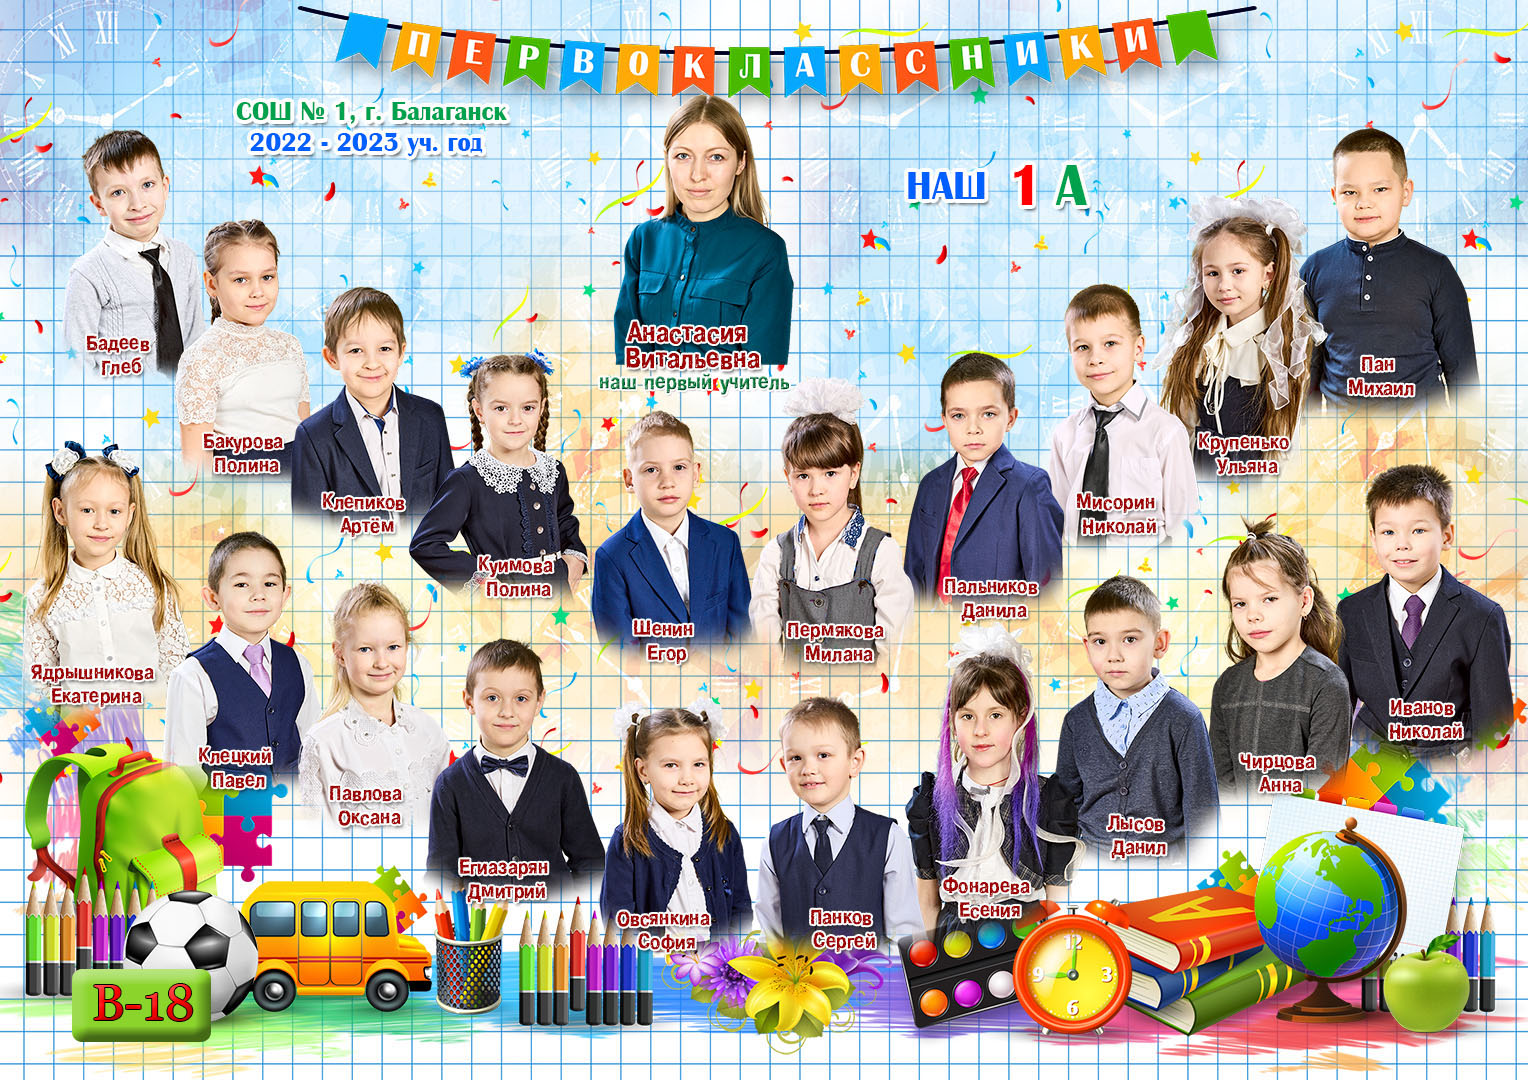 ПЕРВОКЛАССНИКИ
СОШ № 1, г. Балаганск
2022 - 2023 уч. год
НАШ 1 А
Анастасия
Витальевна
наш первый учитель
Бадеев
Глеб
Бакурова
Полина
Клепиков
Артём
Куимова
Полина
Шенин
Егор
Пермякова
Милана
Пальников
Данила
Мисорин
Николай
Крупенько
Ульяна
Пан
Михаил
Ядрышникова
Екатерина
Клецкий
Павел
Павлова
Оксана
Егиазарян
Дмитрий
Овсянкина
София
Панков
Сергей
Фонарева
Есения
Лысов
Данил
Чирцова
Анна
Иванов
Николай
В-18
А
12
9 3
6